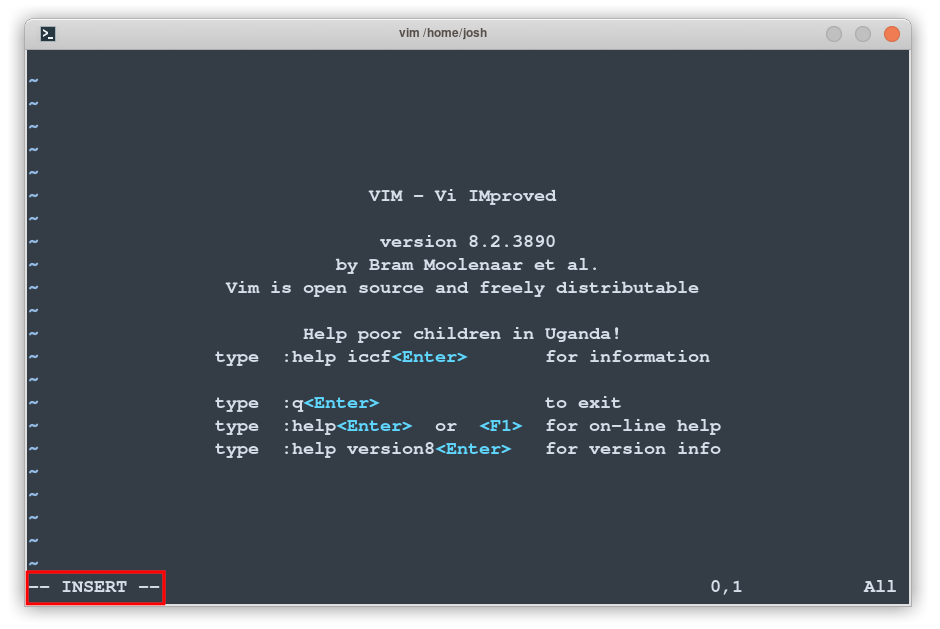 vim /home/josh
~
~
~
~
~
~ VIM - Vi IMproved
~
~ version 8.2.3890
~ by Bram Moolenaar et al.
~ Vim is open source and freely distributable
~
~ Help poor children in Uganda!
~ type :help iccf<Enter> for information
~
~ type :q<Enter> to exit
~ type :help<Enter> or <F1> for on-line help
~ type :help version8<Enter> for version info
~
~
~
~
~
-- INSERT -- 0,1 All